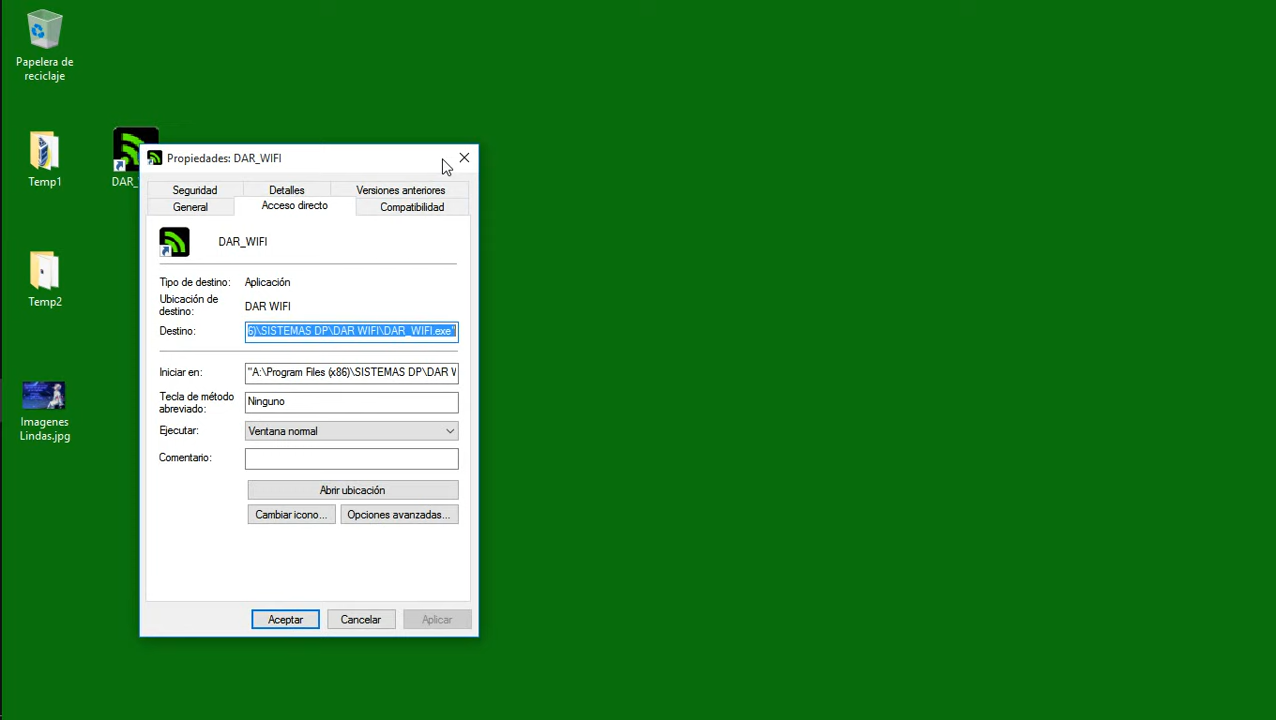 Papelera de
reciclaje
Temp1
DAR_
Temp2
Imagenes
Lindas.jpg
Propiedades: DAR_WIFI
Seguridad
Detalles
Versiones anteriores
General
Acceso directo
Compatibilidad
DAR_WIFI
Tipo de destino: Aplicación
Ubicación de
destino:
DAR WIFI
Destino: 6)\SISTEMAS DP\DAR WIFI\DAR_WIFI.exe"
Iniciar en: "A:\Program Files (x86)\SISTEMAS DP\DAR W
Tecla de método
abreviado:
Ninguno
Ejecutar: Ventana normal
Comentario:
Abrir ubicación
Cambiar icono... Opciones avanzadas...
Aceptar Cancelar Aplicar